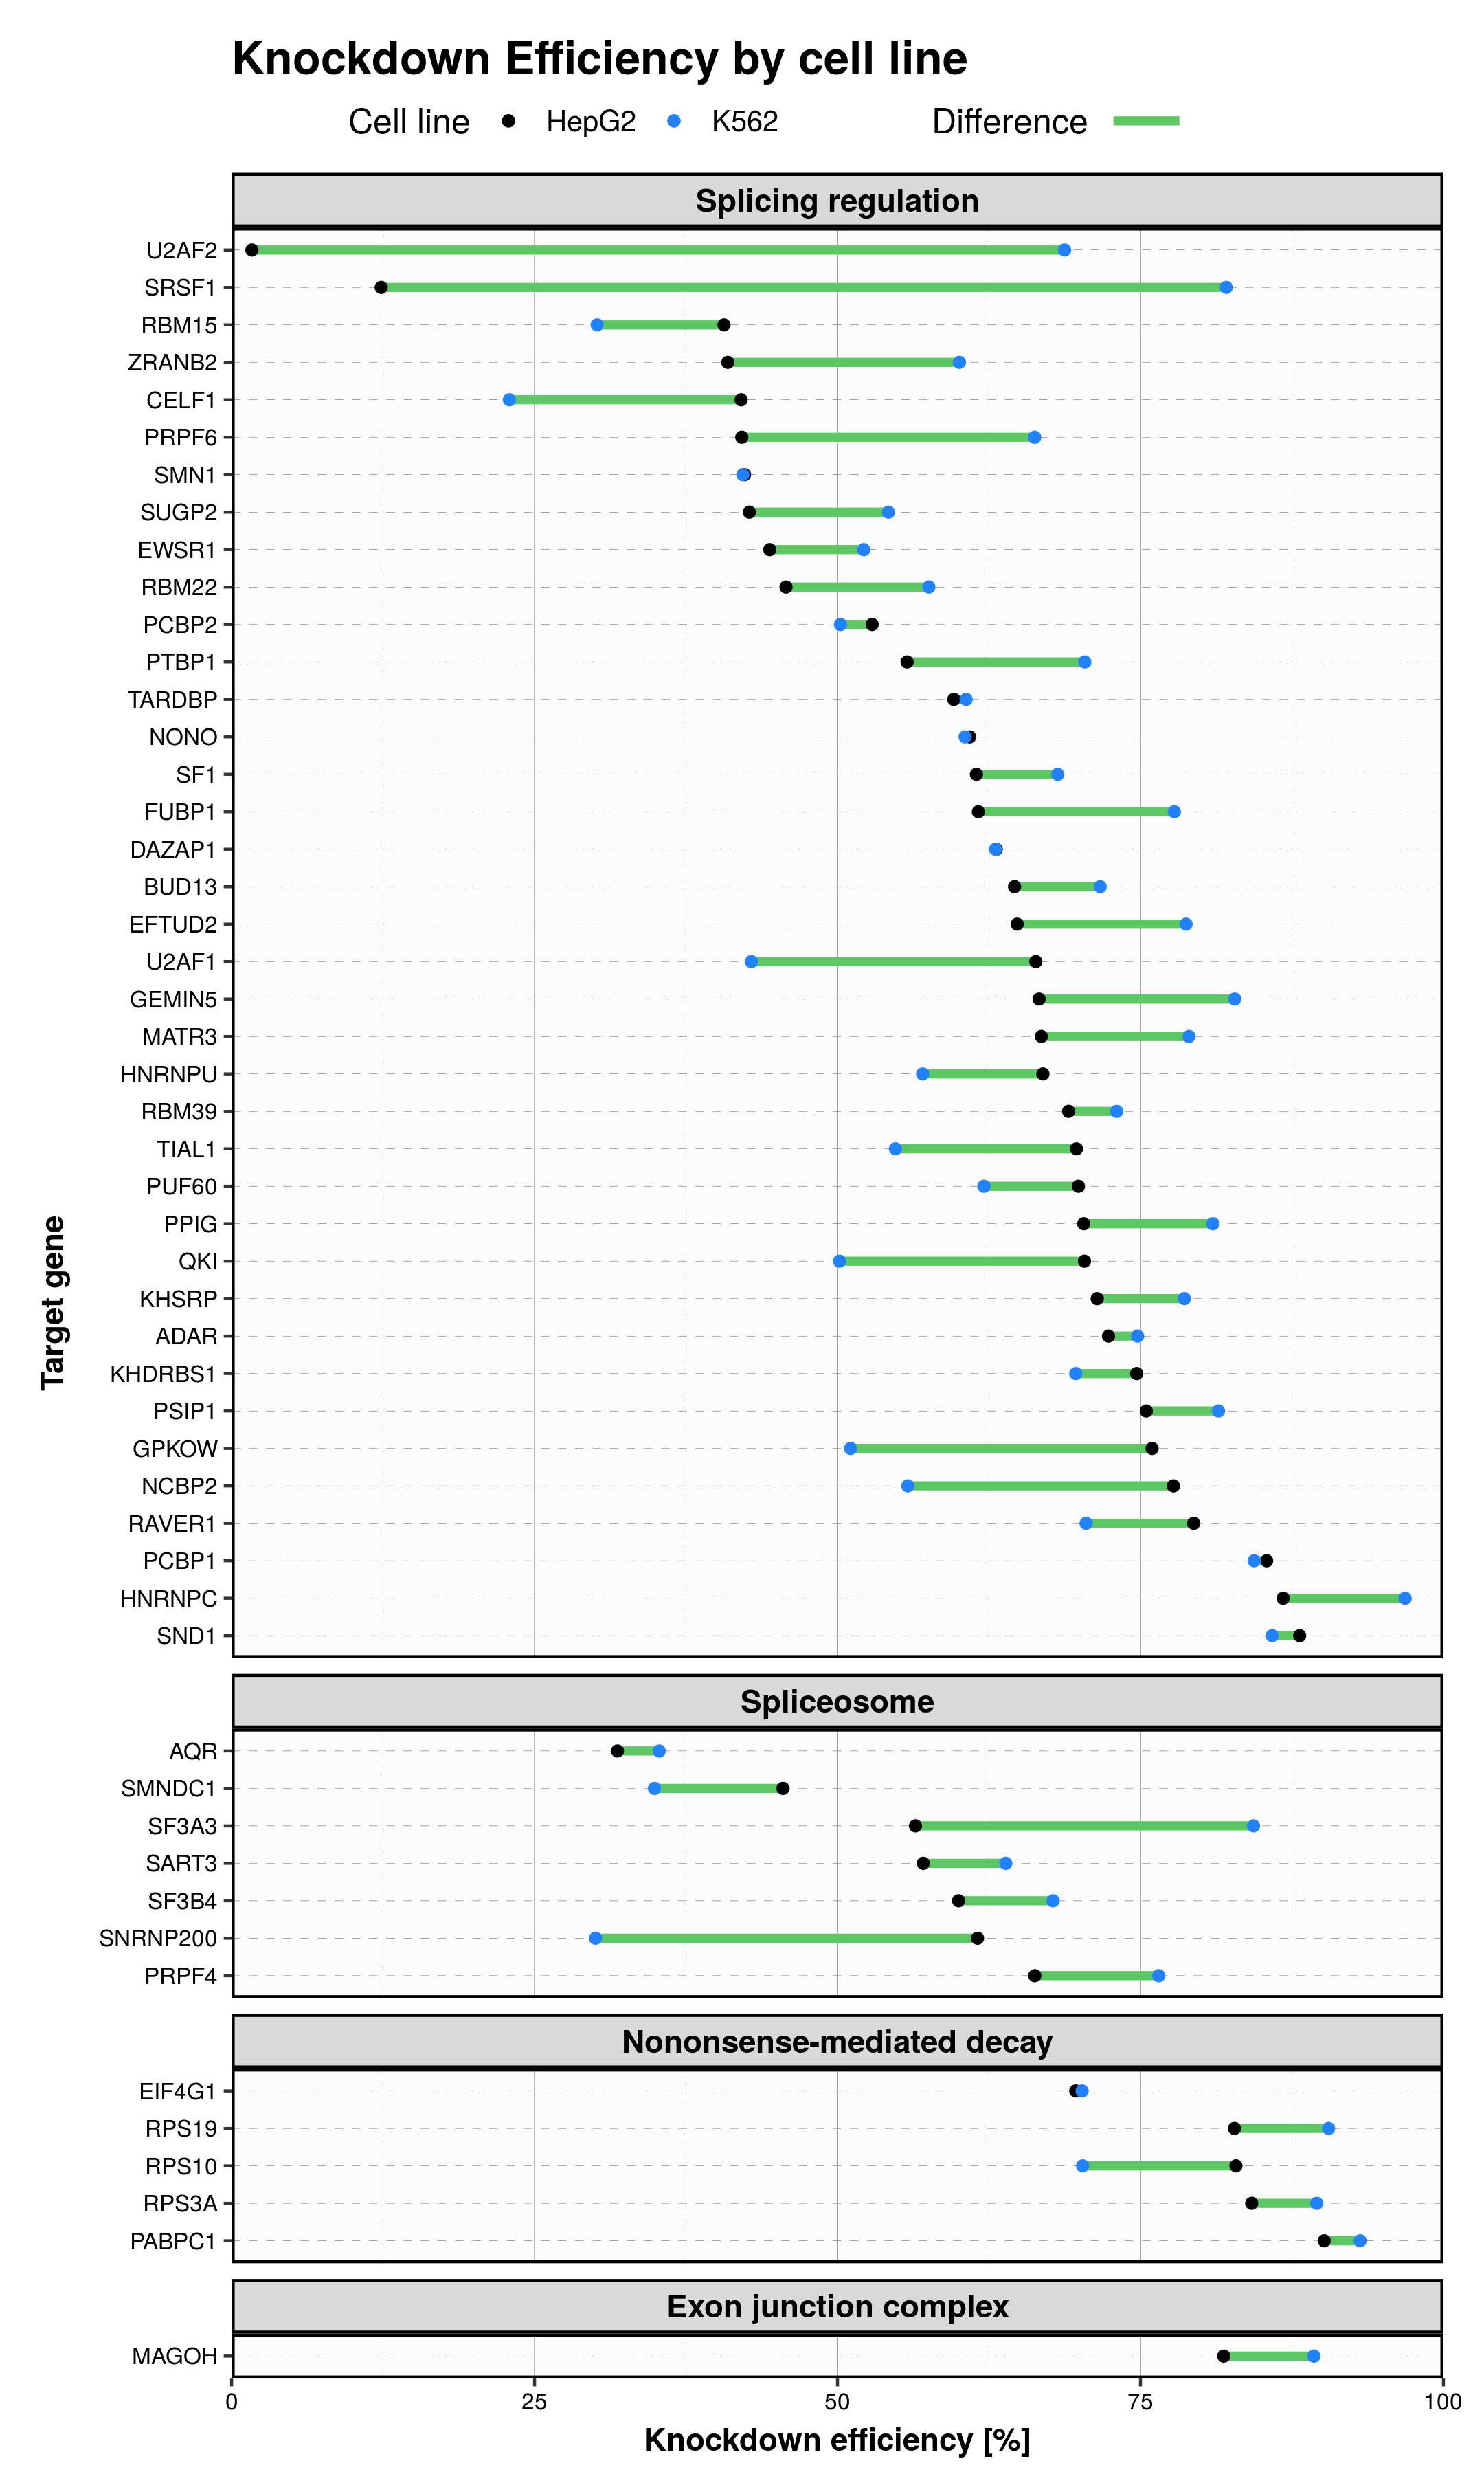 Knockdown Efficiency by cell line
Cell line HepG2 K562 Difference
Splicing regulation
U2AF2
SRSF1
RBM15
ZRANB2
CELF1
PRPF6
SMN1
SUGP2
EWSR1
RBM22
PCBP2
PTBP1
TARDBP
NONO
SF1
FUBP1
DAZAP1
BUD13
EFTUD2
U2AF1
GEMIN5
MATR3
HNRNPU
RBM39
TIAL1
PUF60
PPIG
QKI
KHSRP
ADAR
KHDRBS1
PSIP1
GPKOW
NCBP2
RAVER1
PCBP1
HNRNPC
SND1
Target gene
Spliceosome
AQR
SMNDC1
SF3A3
SART3
SF3B4
SNRNP200
PRPF4
Nononsense-mediated decay
EIF4G1
RPS19
RPS10
RPS3A
PABPC1
Exon junction complex
MAGOH
0 25 50 75 100
Knockdown efficiency [%]